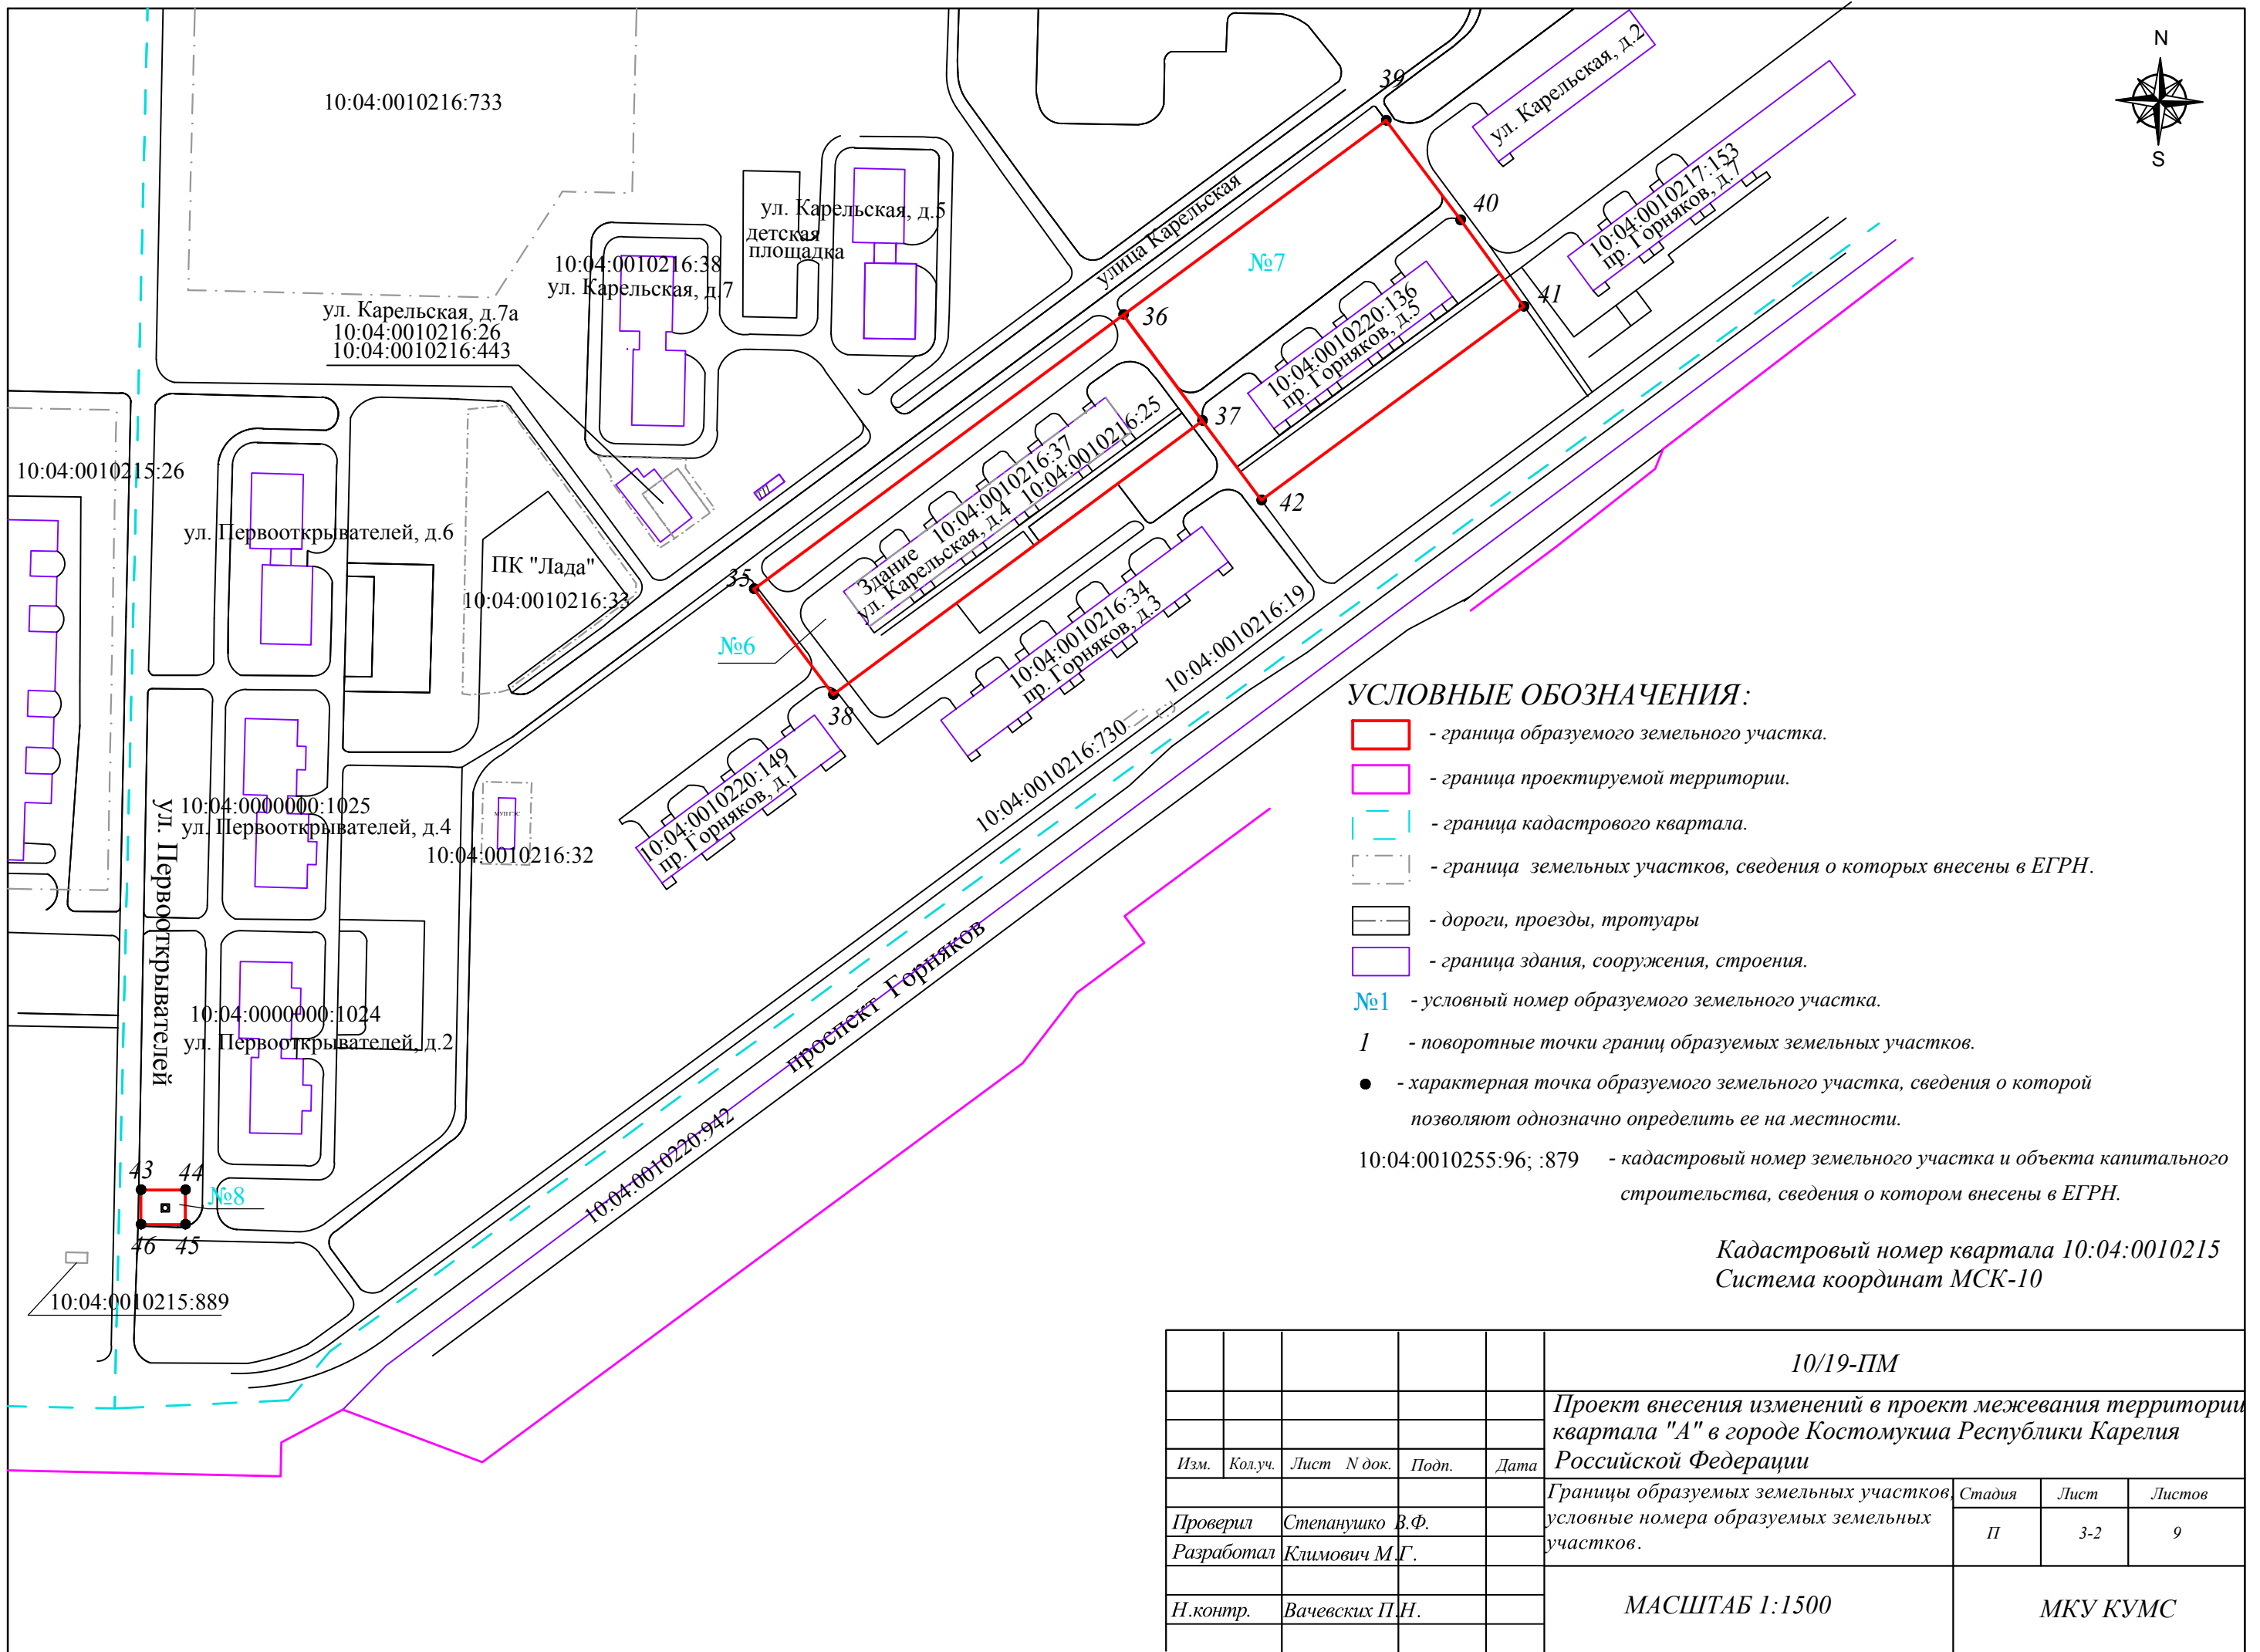 N
S
39
ул. Карельская, д.2
10:04:0010216:733
10:04:0010217:153
пр. Горняков, д.7
ул. Карельская, д.5
детская
площадка
улица Карельская
40
№7
10:04:0010216:38
ул. Карельская, д.7
41
ул. Карельская, д.7а
10:04:0010216:26
10:04:0010216:443
36
10:04:0010220:136
пр. Горняков, д.5
37
10:04:0010215:26
Здание 10:04:0010216:37
ул. Карельская, д.4 10:04:0010216:25
ТП
42
ул. Первооткрывателей, д.6
ПК "Лада"
10:04:0010216:33
35
№6
10:04:0010216:34
пр. Горняков, д.3
10:04:0010216:19
38
10:04:0010216:730
10:04:0010220:149
пр. Горняков, д.1
10:04:0000000:1025
ул. Первооткрывателей, д.4
10:04:0010216:32
ул. Первооткрывателей
проспект Горняков
10:04:0000000:1024
ул. Первооткрывателей, д.2
10:04:0010220:942
43
44
№8
46
45
10:04:0010215:889
УСЛОВНЫЕ ОБОЗНАЧЕНИЯ:
- граница образуемого земельного участка.
- граница проектируемой территории.
- граница кадастрового квартала.
- граница земельных участков, сведения о которых внесены в ЕГРН.
- дороги, проезды, тротуары
- граница здания, сооружения, строения.
№1 - условный номер образуемого земельного участка.
1 - поворотные точки границ образуемых земельных участков.
- характерная точка образуемого земельного участка, сведения о которой
позволяют однозначно определить ее на местности.
10:04:0010255:96; :879 - кадастровый номер земельного участка и объекта капитального
строительства, сведения о котором внесены в ЕГРН.
Кадастровый номер квартала 10:04:0010215
Система координат МСК-10
10/19-ПМ
Проект внесения изменений в проект межевания территории
квартала "А" в городе Костомукша Республики Карелия
Российской Федерации
Изм. Кол.уч. Лист N док. Подп. Дата
Границы образуемых земельных участков,
условные номера образуемых земельных
участков.
Стадия Лист Листов
П 3-2 9
Проверил Степанушко В.Ф.
Разработал Климович М.Г.
Н.контр. Вачевских П.Н.
МАСШТАБ 1:1500
МКУ КУМС